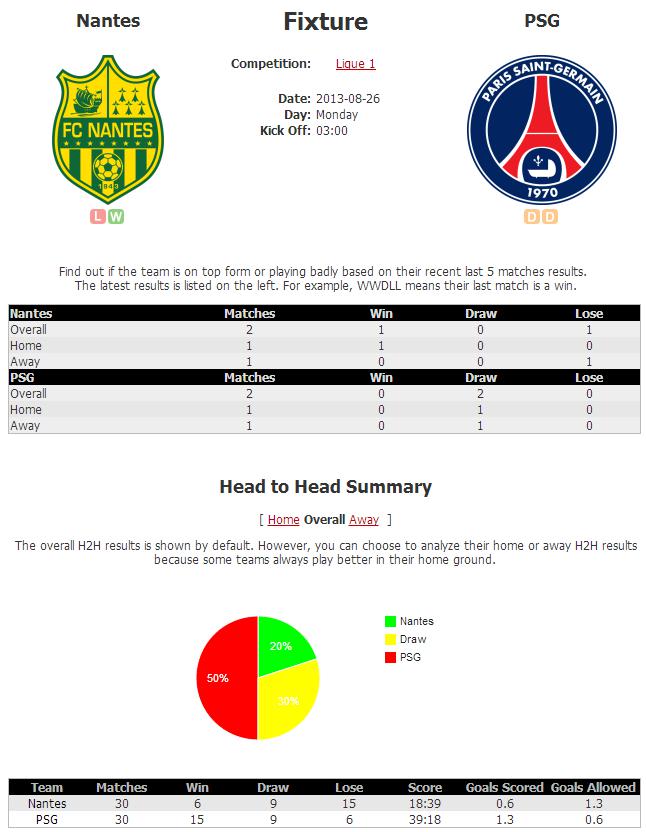 Nantes
Fixture
PSG
Competition: Ligue 1
Date: 2013-08-26
Day: Monday
Kick Off: 03:00
FC NANTES
1943
PARIS SAINT-GERMAIN
1970
L W
D D
Find out if the team is on top form or playing badly based on their recent last 5 matches results.
The latest results is listed on the left. For example, WWDLL means their last match is a win.
Nantes Matches Win Draw Lose
Overall 2 1 0 1
Home 1 1 0 0
Away 1 0 0 1
PSG Matches Win Draw Lose
Overall 2 0 2 0
Home 1 0 1 0
Away 1 0 1 0
Head to Head Summary
[ Home Overall Away ]
The overall H2H results is shown by default. However, you can choose to analyze their home or away H2H results
because some teams always play better in their home ground.
20%
30%
50%
Nantes
Draw
PSG
Team Matches Win Draw Lose Score Goals Scored Goals Allowed
Nantes 30 6 9 15 18:39 0.6 1.3
PSG 30 15 9 6 39:18 1.3 0.6